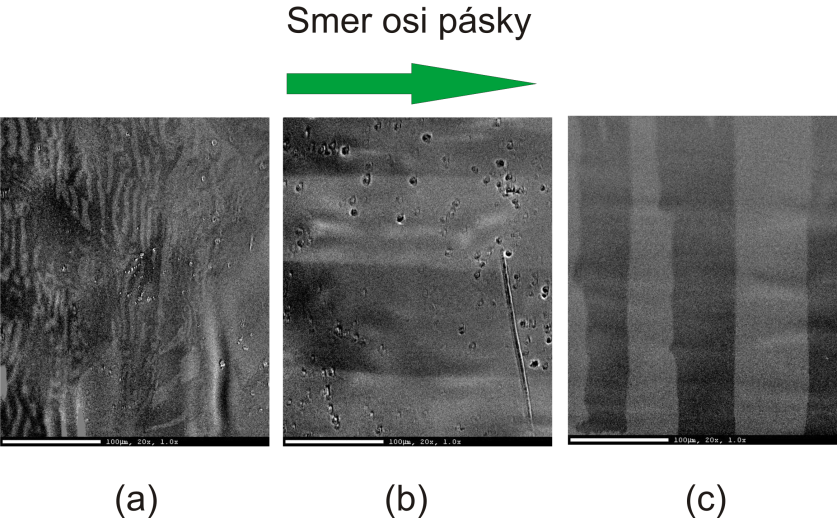 Smer osi pásky
100μm, 20x, 1.0x
100μm, 20x, 1.0x
100μm, 20x, 1.0x
(a)
(b)
(c)